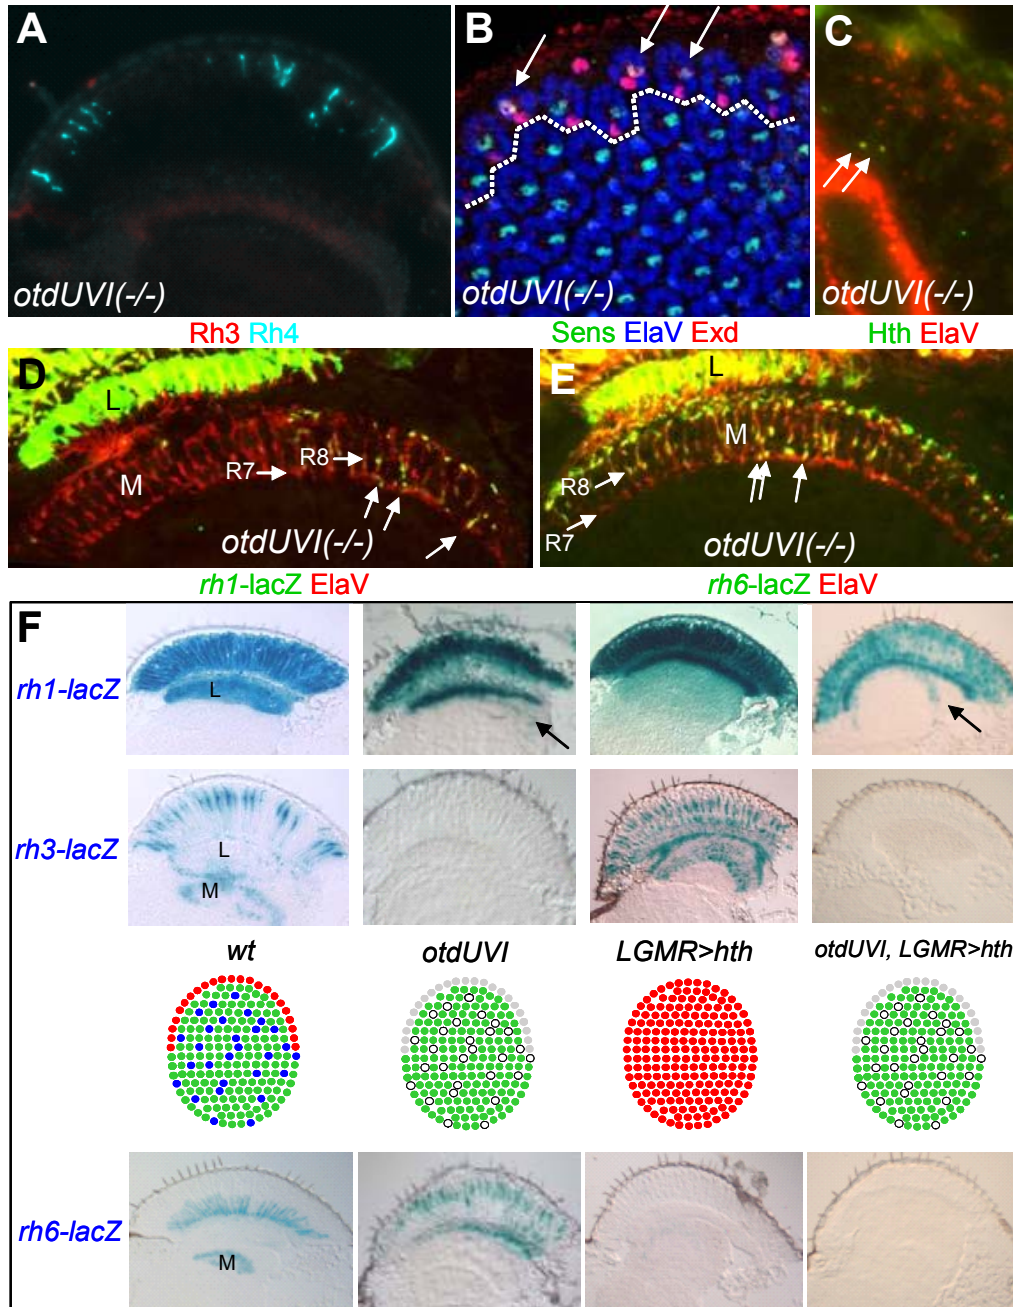 A
B
C
otdUVI(-/-)
otdUVI(-/-)
otdUVI(-/-)
Rh3 Rh4
Sens ElaV Exd
Hth ElaV
D
L
M
R7
R8
otdUVI(-/-)
E
L
M
R8
R7
otdUVI(-/-)
rh1-lacZ ElaV
rh6-lacZ ElaV
F
rh1-lacZ
L
rh3-lacZ
L
M
wt
otdUVI
LGMR>hth
otdUVI, LGMR>hth
rh6-lacZ
M